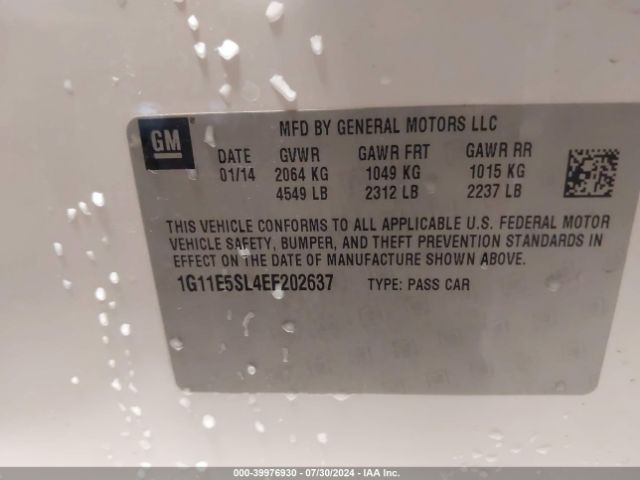 GM
MFD BY GENERAL MOTORS LLC
DATE GVWR GAWR FRT GAWR RR
01/14 2064 KG 1049 KG 1015 KG
4549 LB 2312 LB 2237 LB
THIS VEHICLE CONFORMS TO ALL APPLICABLE U.S. FEDERAL MOTOR
VEHICLE SAFETY, BUMPER, AND THEFT PREVENTION STANDARDS IN
EFFECT ON THE DATE OF MANUFACTURE SHOWN ABOVE.
1G11E5SL4EF202637 TYPE: PASS CAR
000-39976930 - 07/30/2024 - IAA Inc.